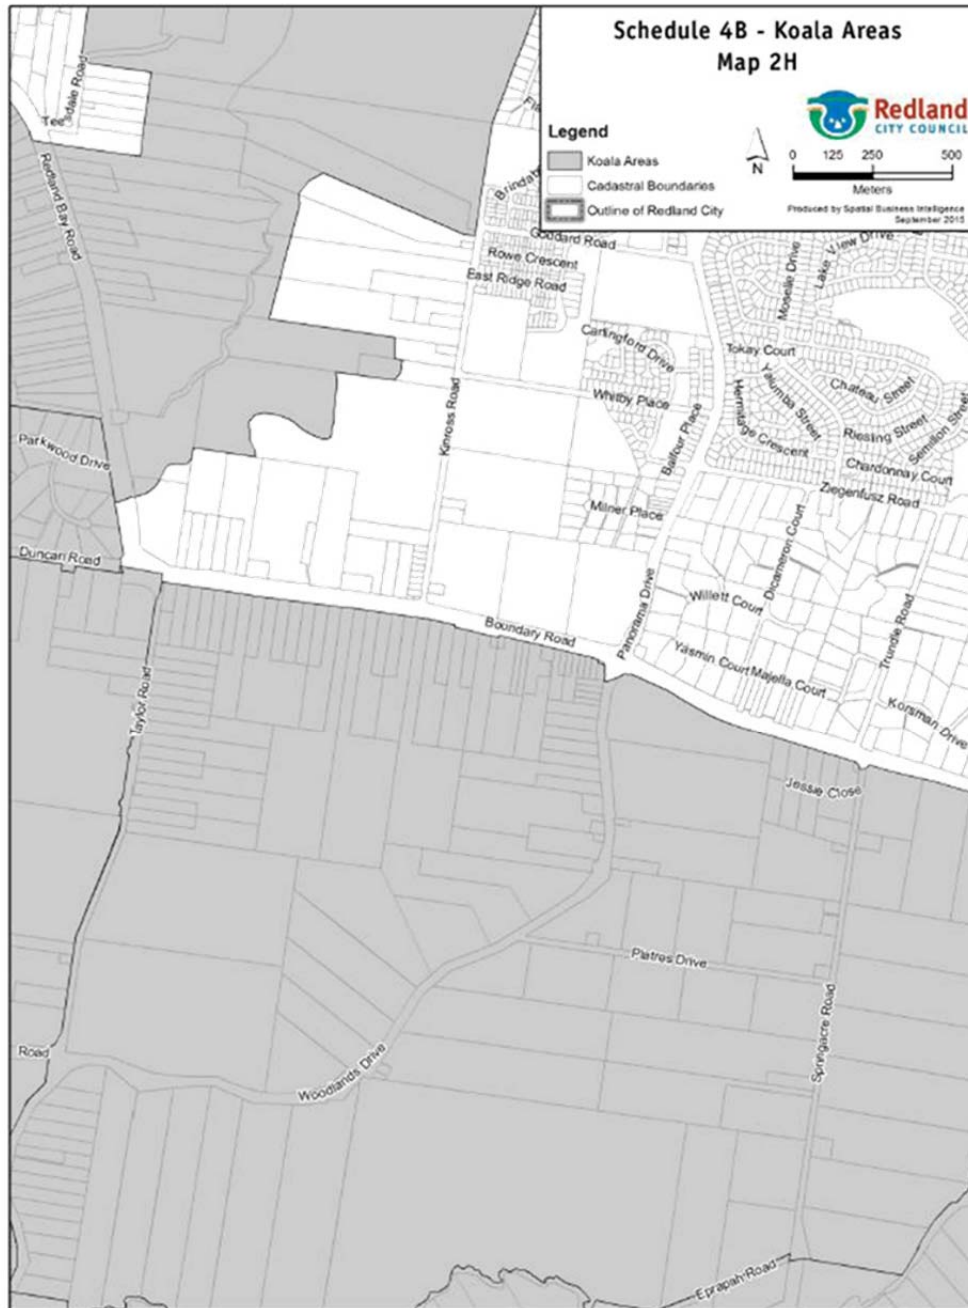 Schedule 4B - Koala Areas
Map 2H
Redland
CITY COUNCIL
Legend
Koala Areas
Cadastral Boundaries
Outline of Redland City
N
0 125 250 500
Meters
Produced by Spatial Business Intelligence
September 2015
Redland Bay Road
Goddard Road
Rowe Crescent
East Ridge Road
Moselle Drive
Lake View Drive
Carlingford Drive
Tokay Court
Whitby Place
Kinross Road
Balfour Place
Hermitage Crescent
Yalumba Street
Chateau Street
Riesling Street
Semillon Street
Chardonnay Court
Ziegenfusz Road
Parkwood Drive
Milner Place
Duncan Road
Panorama Drive
Willett Court
Dicameron Court
Trundle Road
Boundary Road
Yasmin Court
Majella Court
Korsman Drive
Taylor Road
Jessie Close
Platres Drive
Springacre Road
Road
Woodlands Drive
Eprapah Road